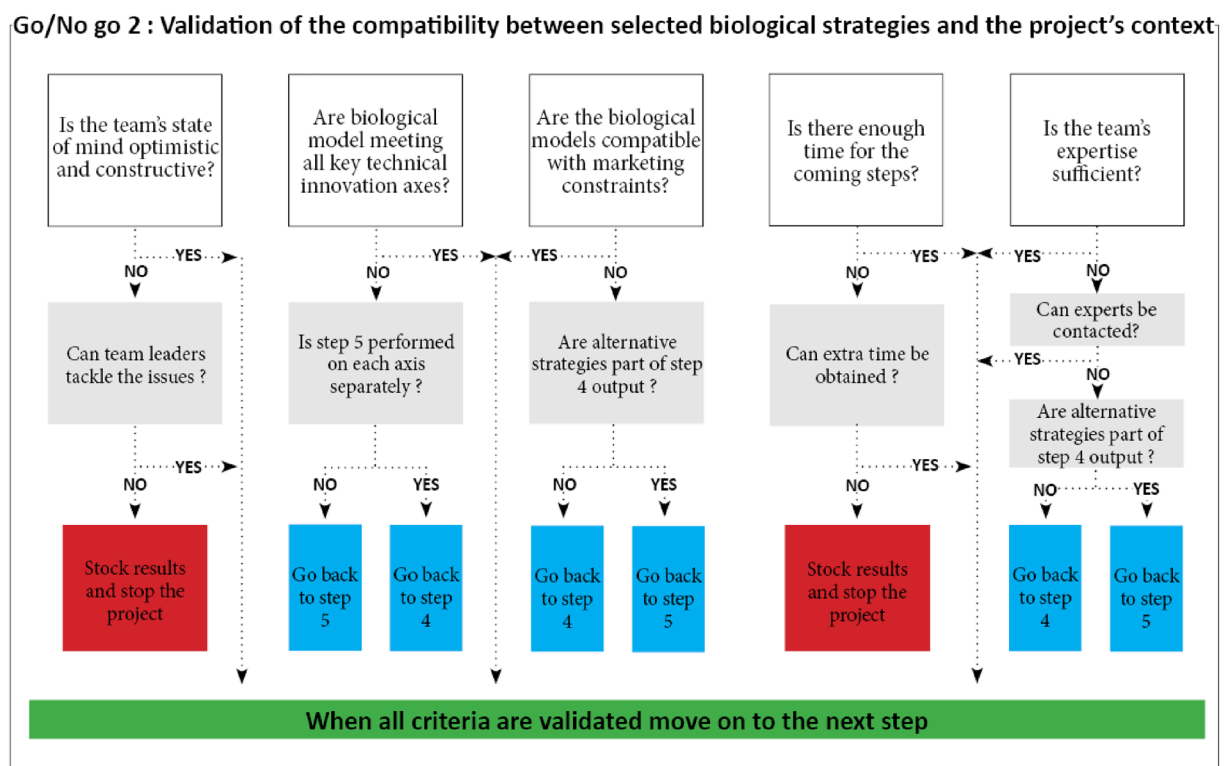 Go/No go 2 : Validation of the compatibility between selected biological strategies and the project's context
Is the team's state
of mind optimistic
and constructive?
YES
NO
Can team leaders
tackle the issues ?
YES
NO
Stock results
and stop the
project
Are biological
model meeting
all key technical
innovation axes?
YES
NO
Is step 5 performed
on each axis
separately ?
NO
YES
Go back
to step
5
Go back
to step
4
Are the biological
models compatible
with marketing
constraints?
YES
NO
Are alternative
strategies part of step
4 output ?
NO
YES
Go back
to step
4
Go back
to step
5
Is there enough
time for the
coming steps?
YES
NO
Can extra time be
obtained ?
YES
NO
Stock results
and stop the
project
Is the team's
expertise
sufficient?
YES
NO
Can experts be
contacted?
YES
NO
Are alternative
strategies part of
step 4 output ?
NO
YES
Go back
to step
4
Go back
to step
5
When all criteria are validated move on to the next step